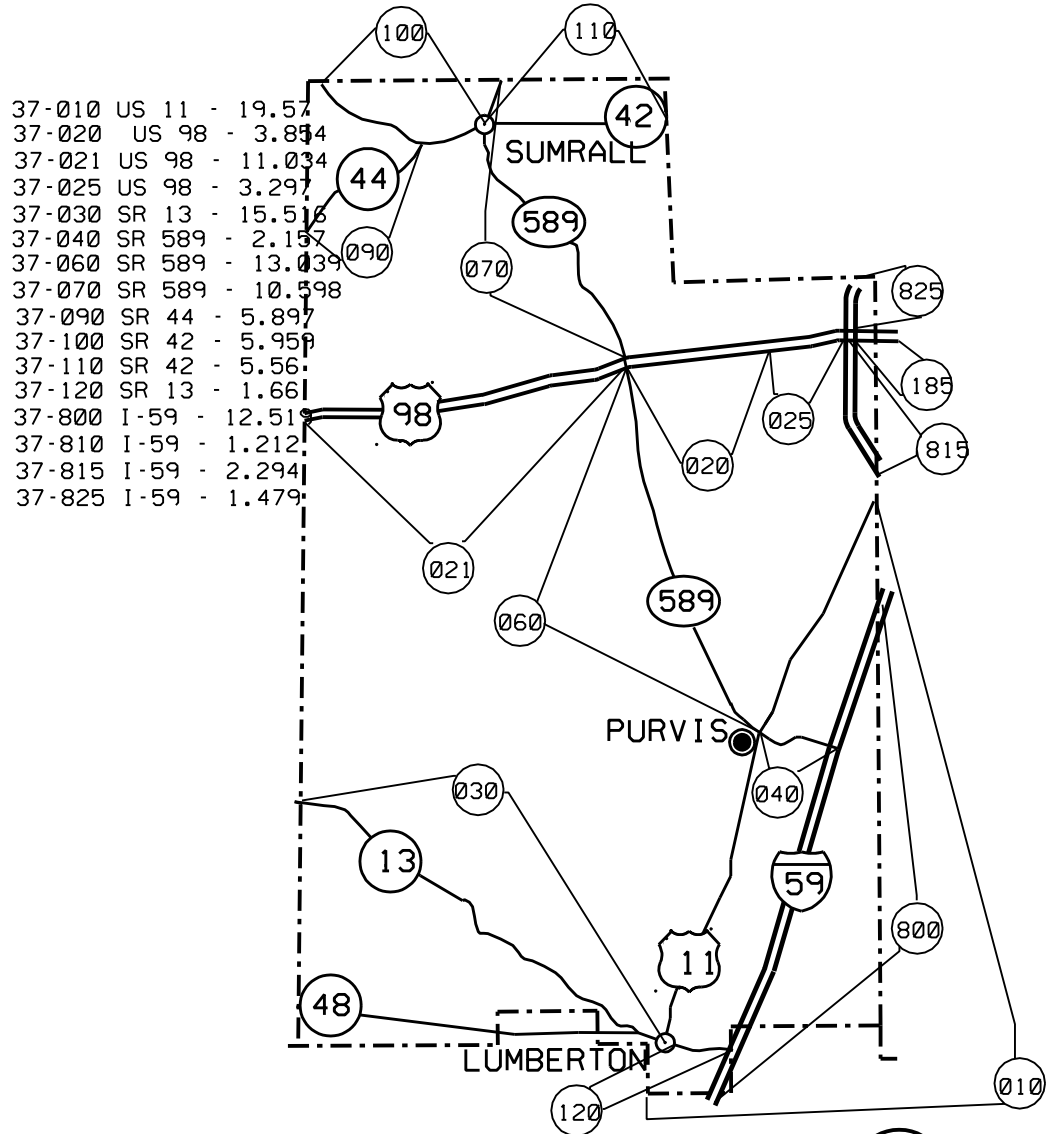 100
110
37-010 US 11 - 19.57
37-020 US 98 - 3.854
37-021 US 98 - 11.034
37-025 US 98 - 3.297
37-030 SR 13 - 15.516
37-040 SR 589 - 2.157
37-060 SR 589 - 13.039
37-070 SR 589 - 10.598
37-090 SR 44 - 5.897
37-100 SR 42 - 5.959
37-110 SR 42 - 5.56
37-120 SR 13 - 1.66
37-800 I-59 - 12.51
37-810 I-59 - 1.212
37-815 I-59 - 2.294
37-825 I-59 - 1.479
42
SUMRALL
44
589
090
070
825
185
98
025
815
020
021
589
060
PURVIS
030
040
13
59
800
11
48
LUMBERTON
010
120